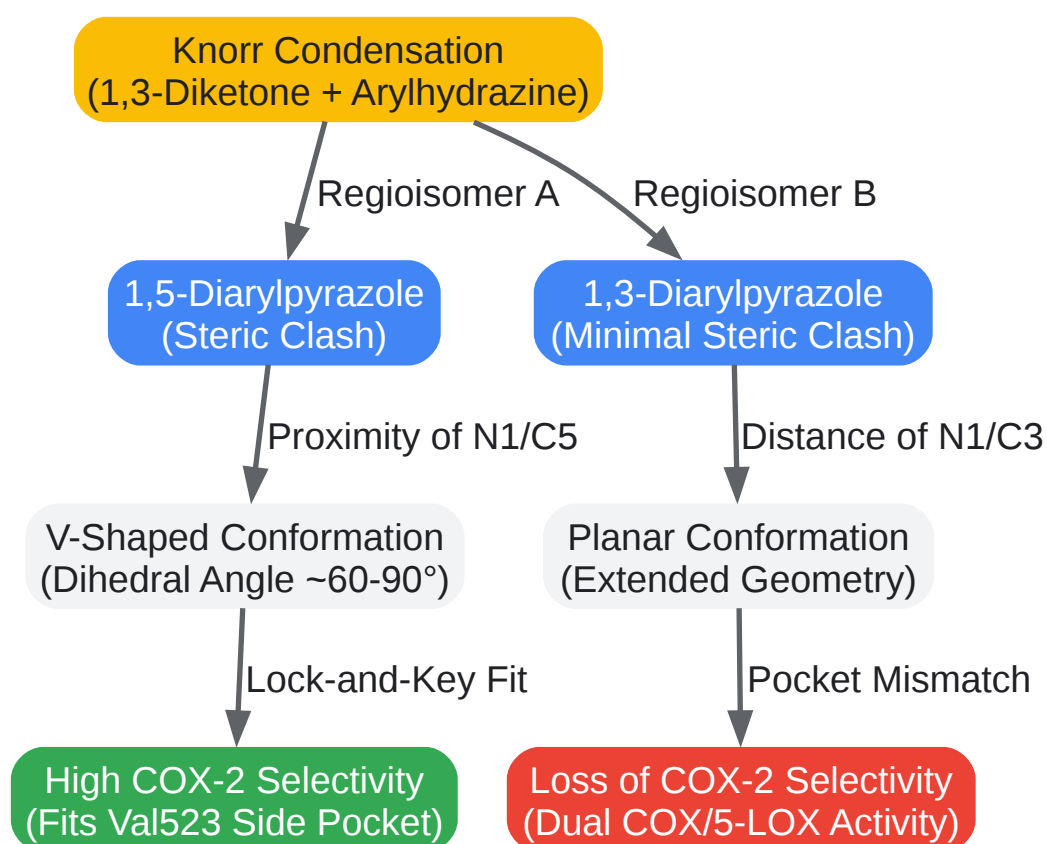 Knorr Condensation
(1,3-Diketone + Arylhydrazine)
Regioisomer A
Regioisomer B
1,5-Diarylpyrazole
(Steric Clash)
1,3-Diarylpyrazole
(Minimal Steric Clash)
Proximity of N1/C5
Distance of N1/C3
V-Shaped Conformation
(Dihedral Angle ~60-90°)
Planar Conformation
(Extended Geometry)
Lock-and-Key Fit
Pocket Mismatch
High COX-2 Selectivity
(Fits Val523 Side Pocket)
Loss of COX-2 Selectivity
(Dual COX/5-LOX Activity)